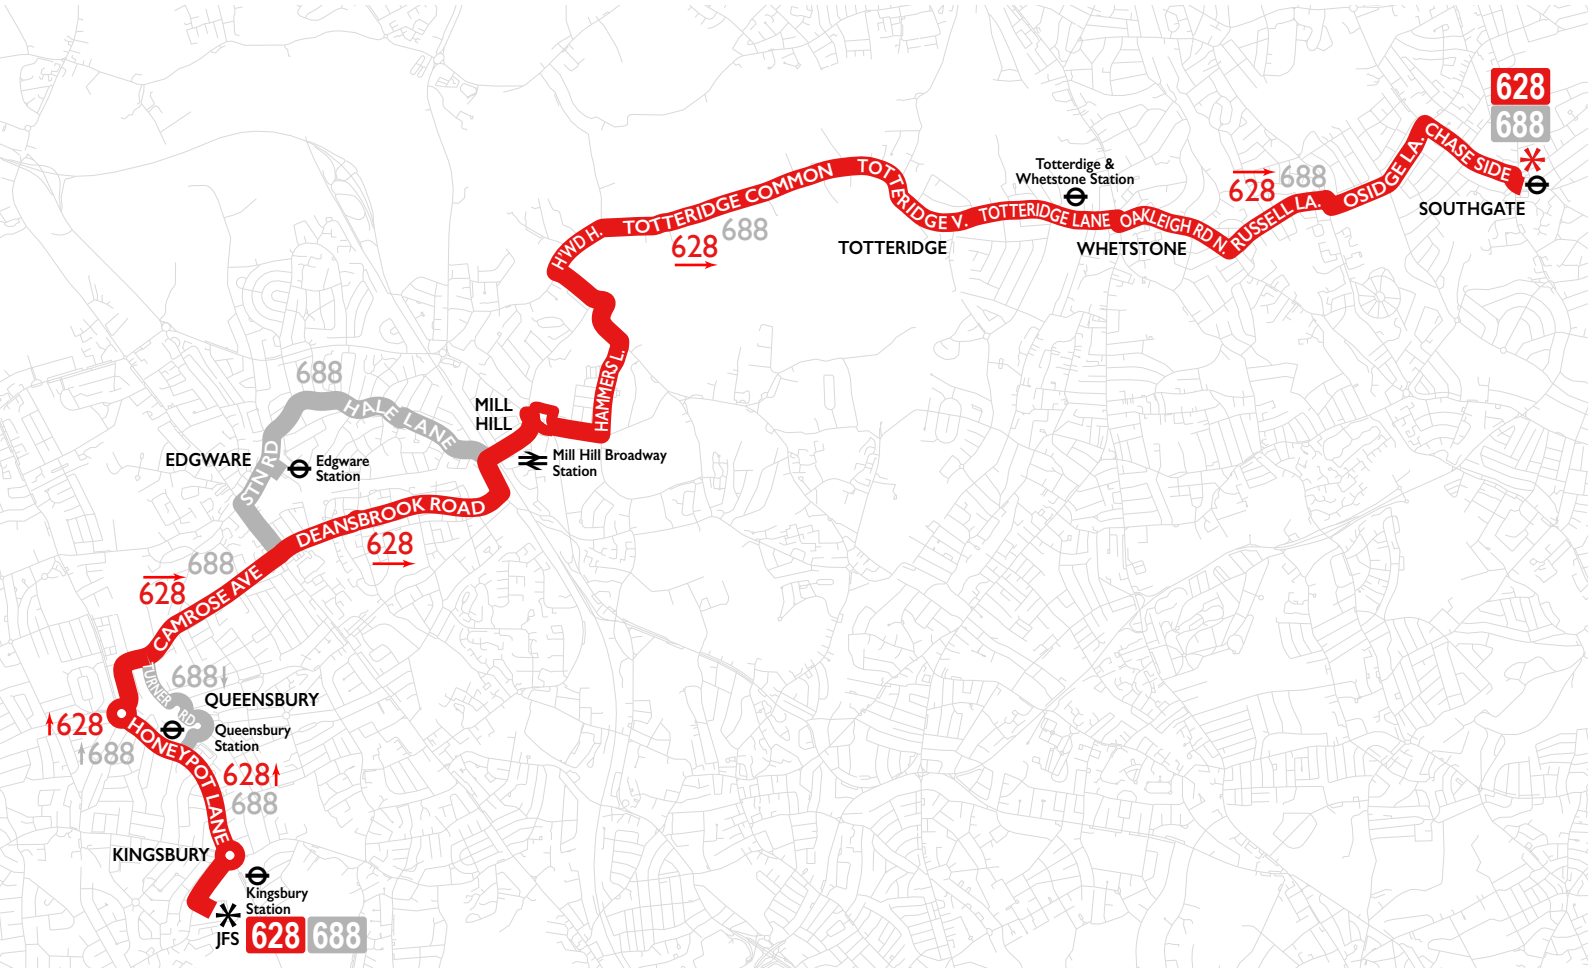 628
688
CHASE SIDE
SOUTHGATE
OSIDGE LA.
688
628
RUSSELL LA.
Totterdige &
Whetstone Station
OAKLEIGH RD N.
WHETSTONE
TOTTERIDGE LANE
TOTTERIDGE V.
TOTTERIDGE
TOTTERIDGE COMMON
688
628
H'WD H.
HAMMERS L.
MILL
HILL
Mill Hill Broadway
Station
688
HALE LANE
EDGWARE
STN RD
Edgware
Station
DEANSBROOK ROAD
628
688
628
CAMROSE AVE
TURNER RD
688
QUEENSBURY
Queensbury
Station
628
688
HONEYPOT LANE
628
688
KINGSBURY
Kingsbury
Station
JFS
628
688